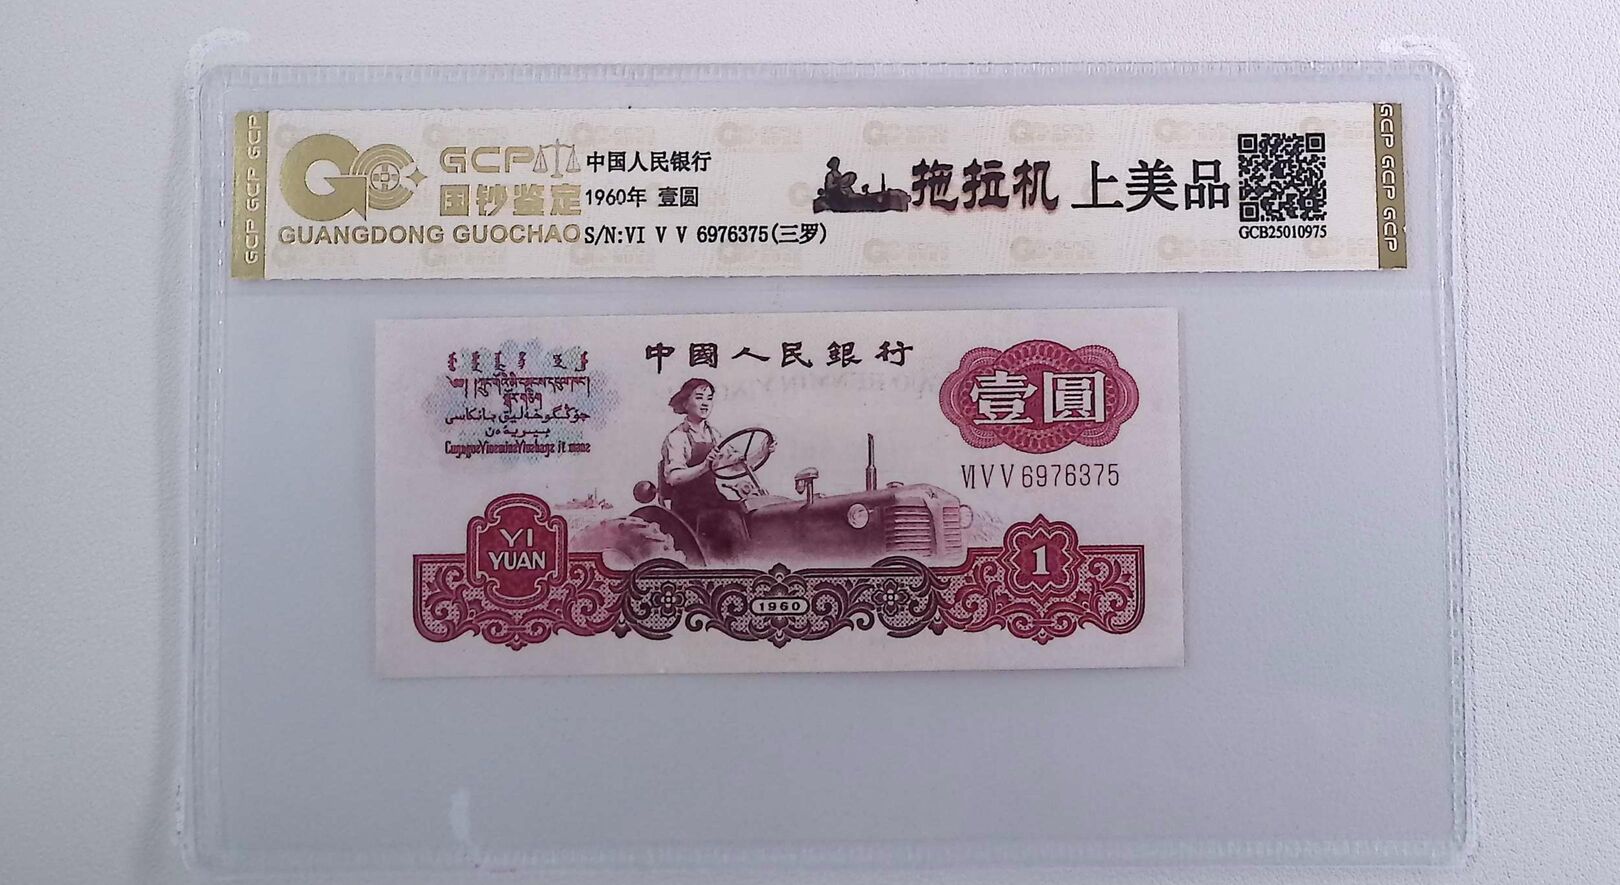 GCP GCP GCP
GCP
国钞鉴定
GUANGDONG GUOCHAO
中国人民银行
1960年 壹圆
S/N:VI V V 6976375(三罗)
拖拉机 上美品
GCB25010975
GCP GCP GCP
中國人民銀行
壹圓
VI V V 6976375
YI
YUAN
1960
1